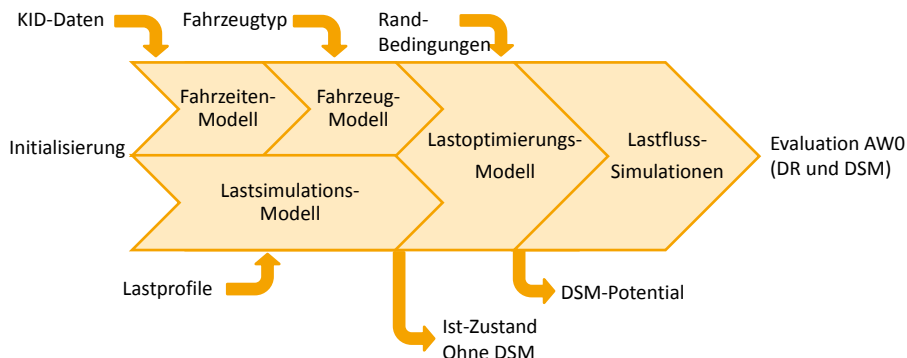 KID-Daten
Fahrzeugtyp
Rand-
Bedingungen
Fahrzeiten-
Modell
Fahrzeug-
Modell
Initialisierung
Lastoptimierungs-
Modell
Lastfluss-
Simulationen
Evaluation AW0
(DR und DSM)
Lastsimulations-
Modell
Lastprofile
DSM-Potential
Ist-Zustand
Ohne DSM